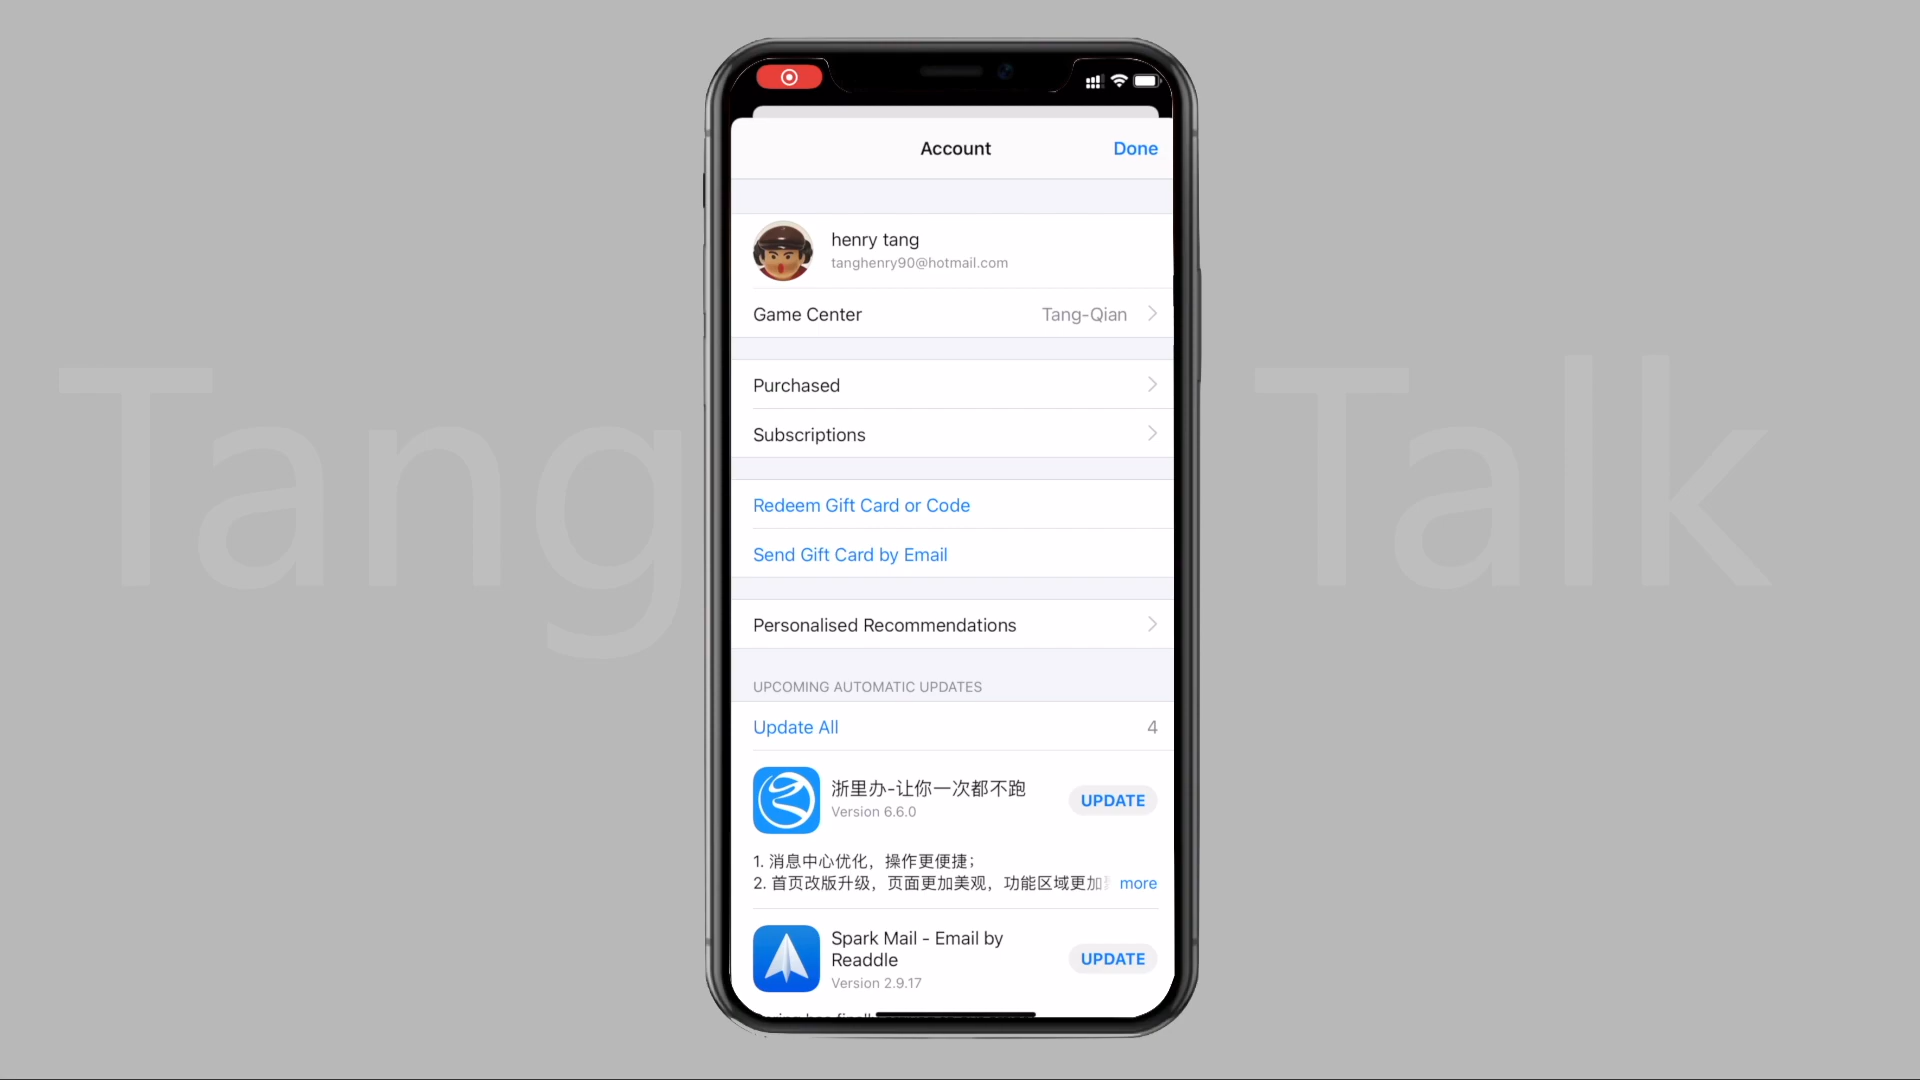 Tang Talk
Account
Done
henry tang
tanghenry90@hotmail.com
Game Center
Tang-Qian
Purchased
Subscriptions
Redeem Gift Card or Code
Send Gift Card by Email
Personalised Recommendations
UPCOMING AUTOMATIC UPDATES
Update All
4
浙里办-让你一次都不跑
Version 6.6.0
UPDATE
1. 消息中心优化，操作更便捷；
2. 首页改版升级，页面更加美观，功能区域更加
more
Spark Mail - Email by
Readdle
Version 2.9.17
UPDATE